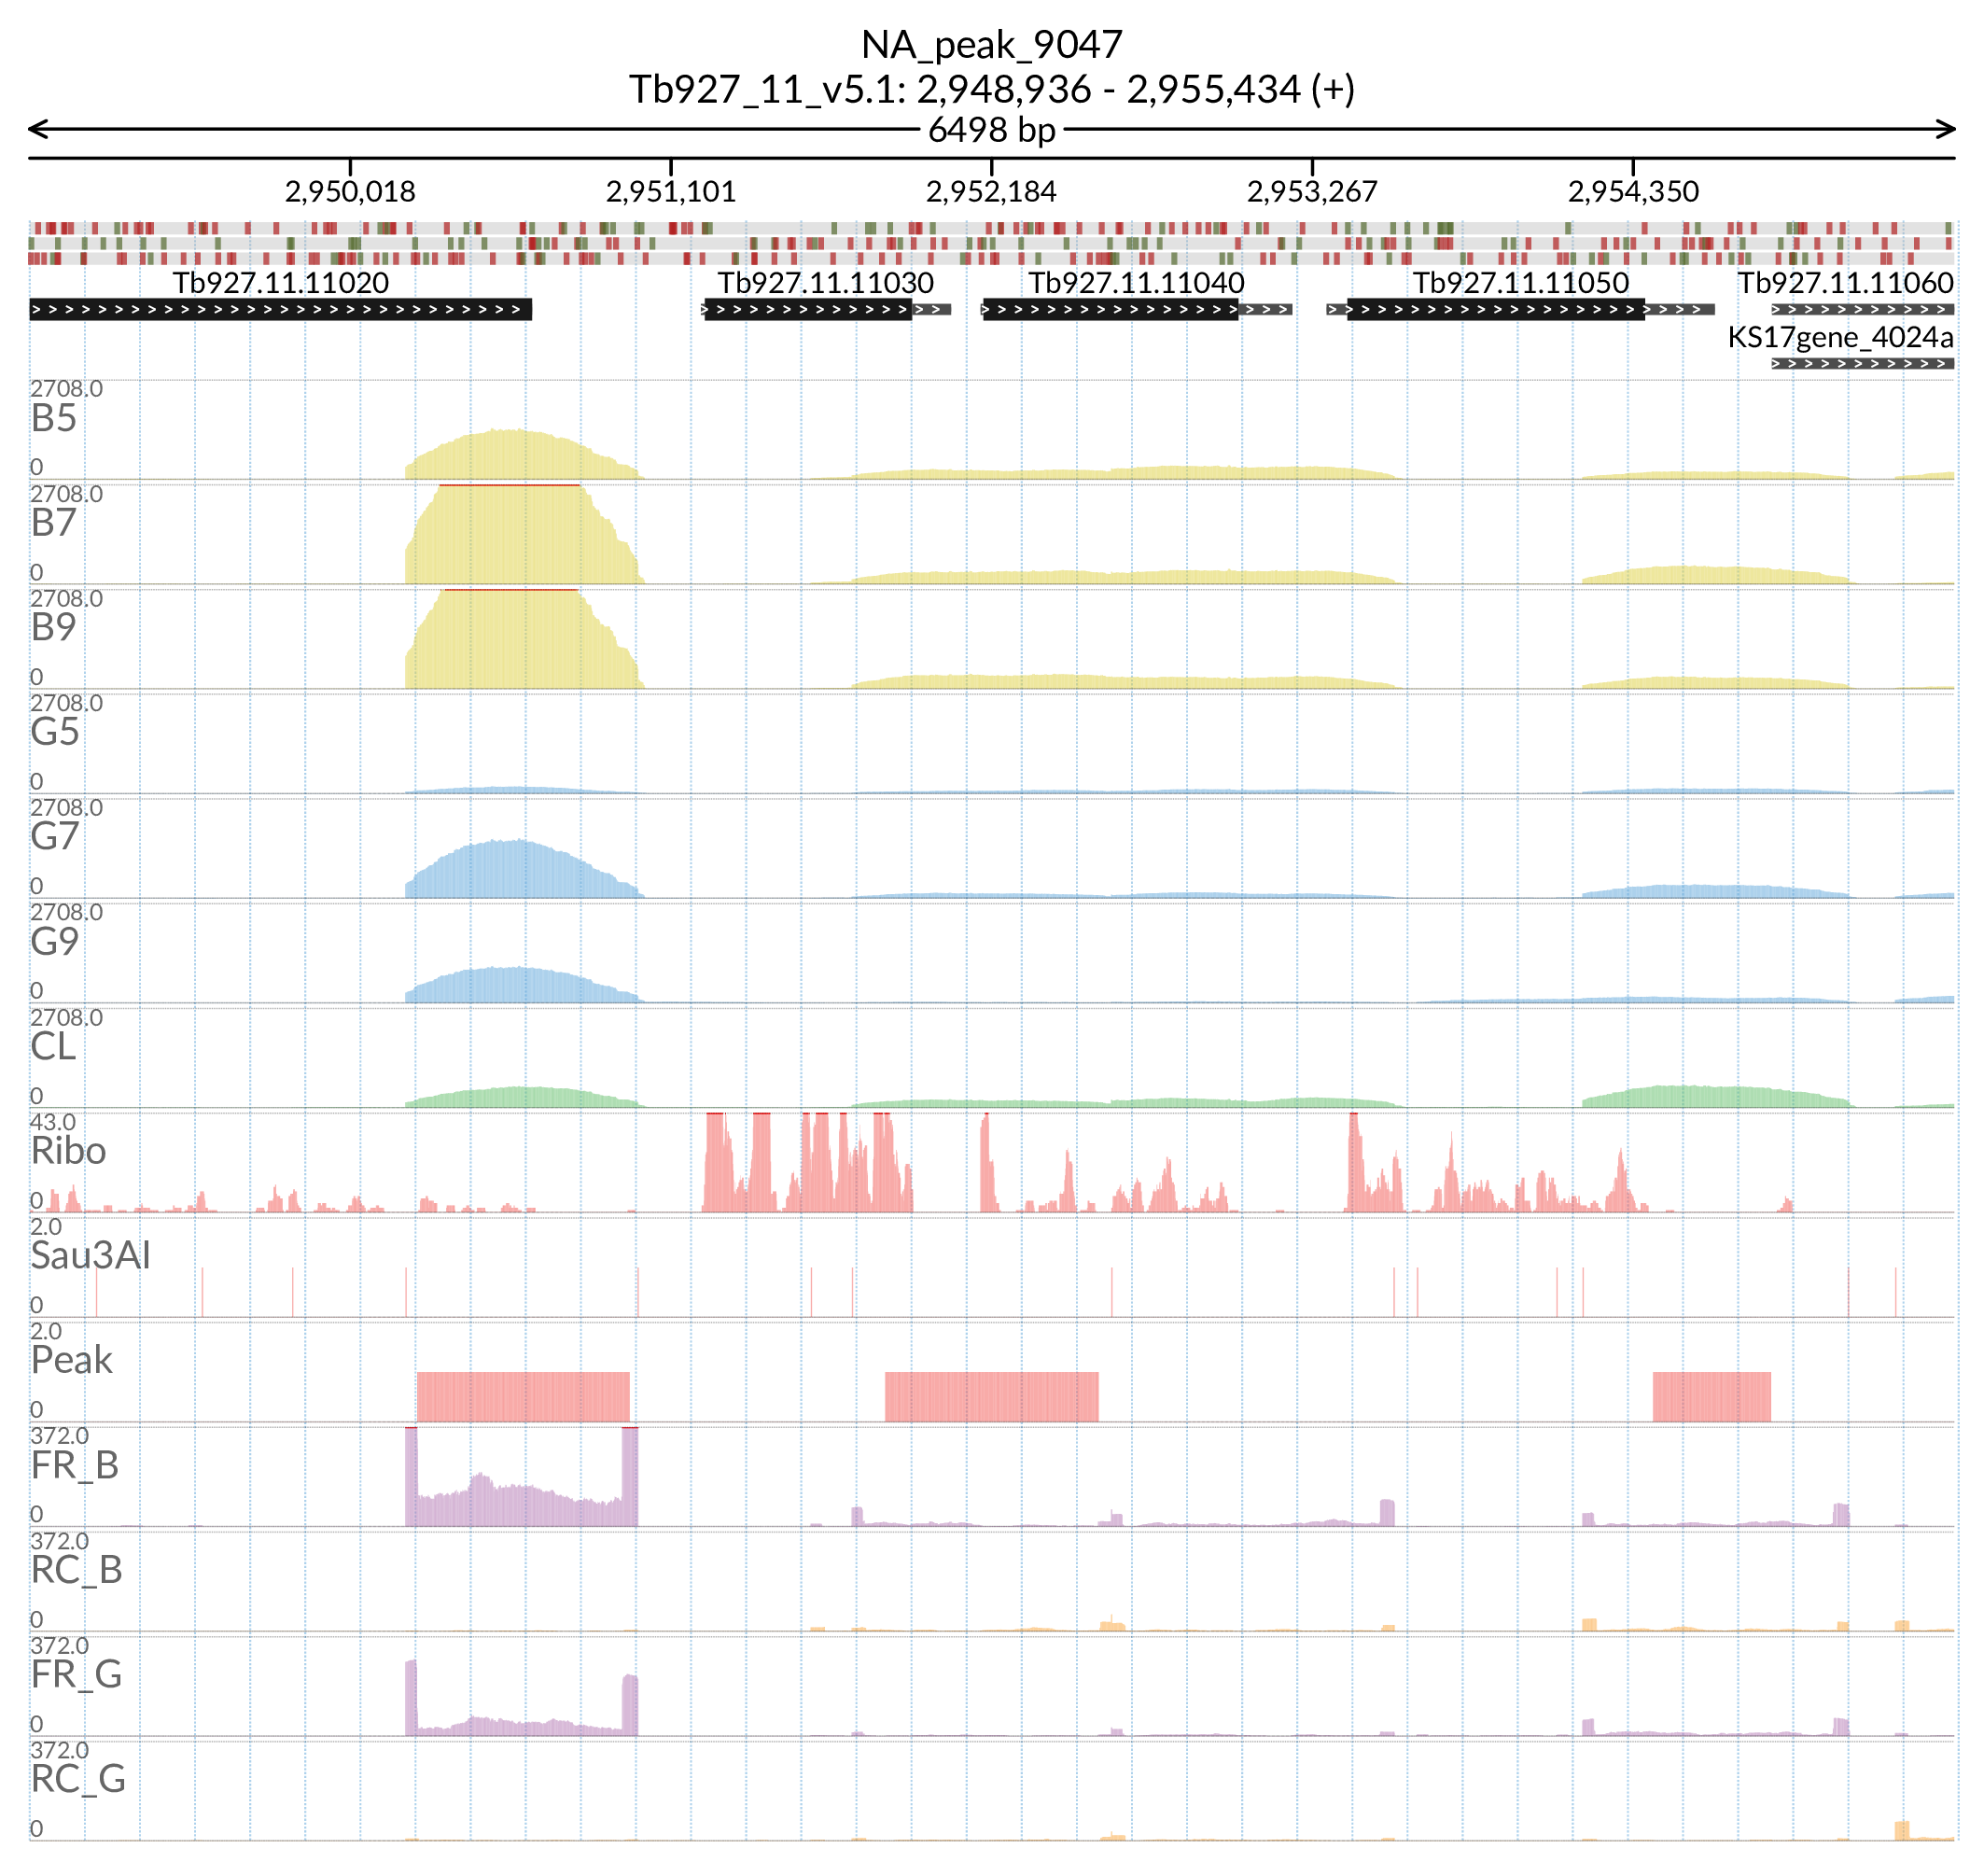 NA_peak_9047
Tb927_11_v5.1: 2,948,936 - 2,955,434 (+)
6498 bp
2,950,018 2,951,101 2,952,184 2,953,267 2,954,350
Tb927.11.11020 Tb927.11.11030 Tb927.11.11040 Tb927.11.11050 Tb927.11.11060
KS17gene_4024a
2708.0
B5
0
2708.0
B7
0
2708.0
B9
0
2708.0
G5
0
2708.0
G7
0
2708.0
G9
0
2708.0
CL
0
43.0
Ribo
0
2.0
Sau3AI
0
2.0
Peak
0
372.0
FR_B
0
372.0
RC_B
0
372.0
FR_G
0
372.0
RC_G
0